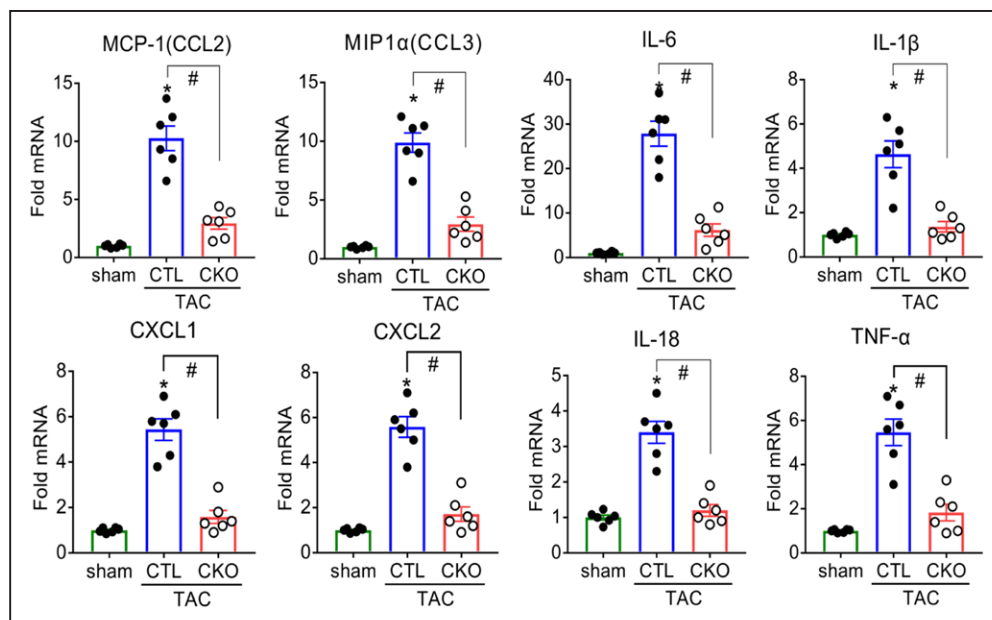 MCP-1(CCL2)
Fold mRNA
15
10
5
0
*
#
sham
CTL
CKO
TAC
MIP1α(CCL3)
Fold mRNA
15
10
5
0
*
#
sham
CTL
CKO
TAC
IL-6
Fold mRNA
40
30
20
10
0
*
#
sham
CTL
CKO
TAC
IL-1β
Fold mRNA
8
6
4
2
0
*
#
sham
CTL
CKO
TAC
CXCL1
Fold mRNA
8
6
4
2
0
*
#
sham
CTL
CKO
TAC
CXCL2
Fold mRNA
8
6
4
2
0
*
#
sham
CTL
CKO
TAC
IL-18
Fold mRNA
5
4
3
2
1
0
*
#
sham
CTL
CKO
TAC
TNF-α
Fold mRNA
8
6
4
2
0
*
#
sham
CTL
CKO
TAC